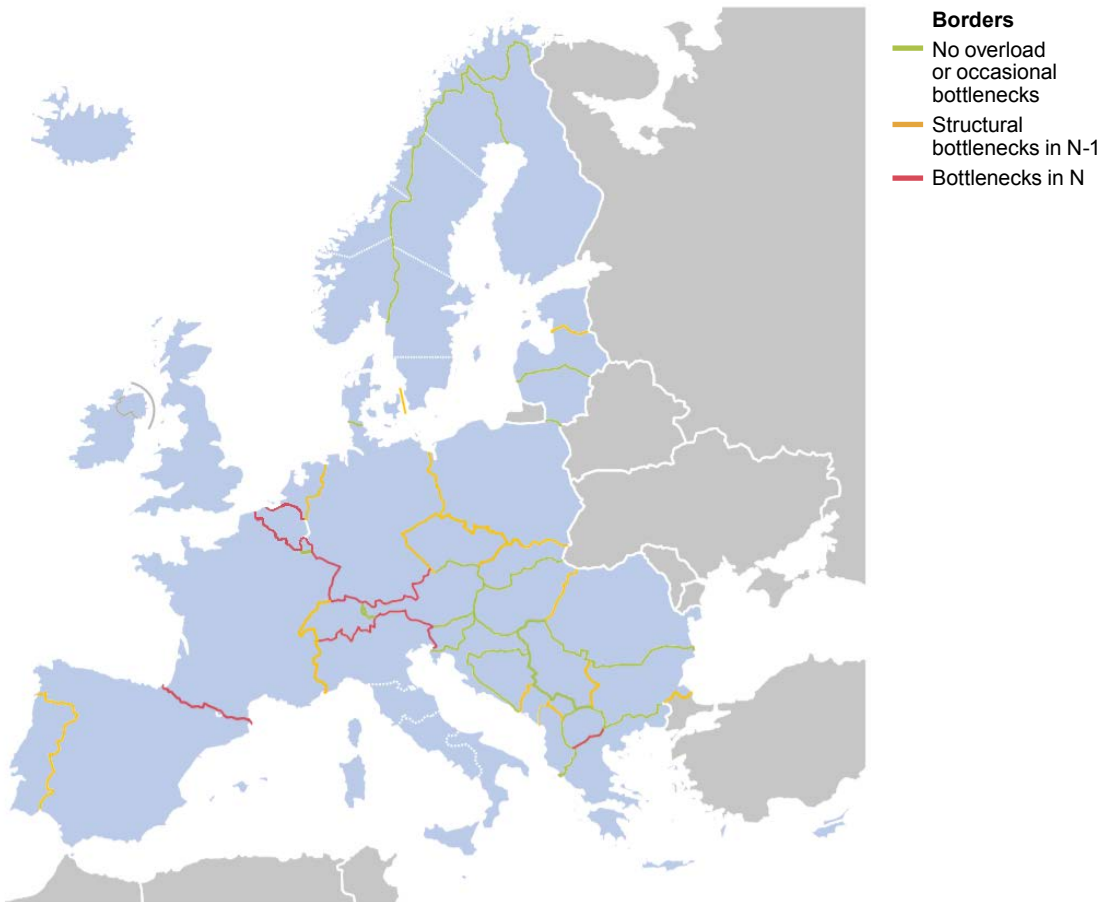 Borders
No overload
or occasional
bottlenecks
Structural
bottlenecks in N-1
Bottlenecks in N